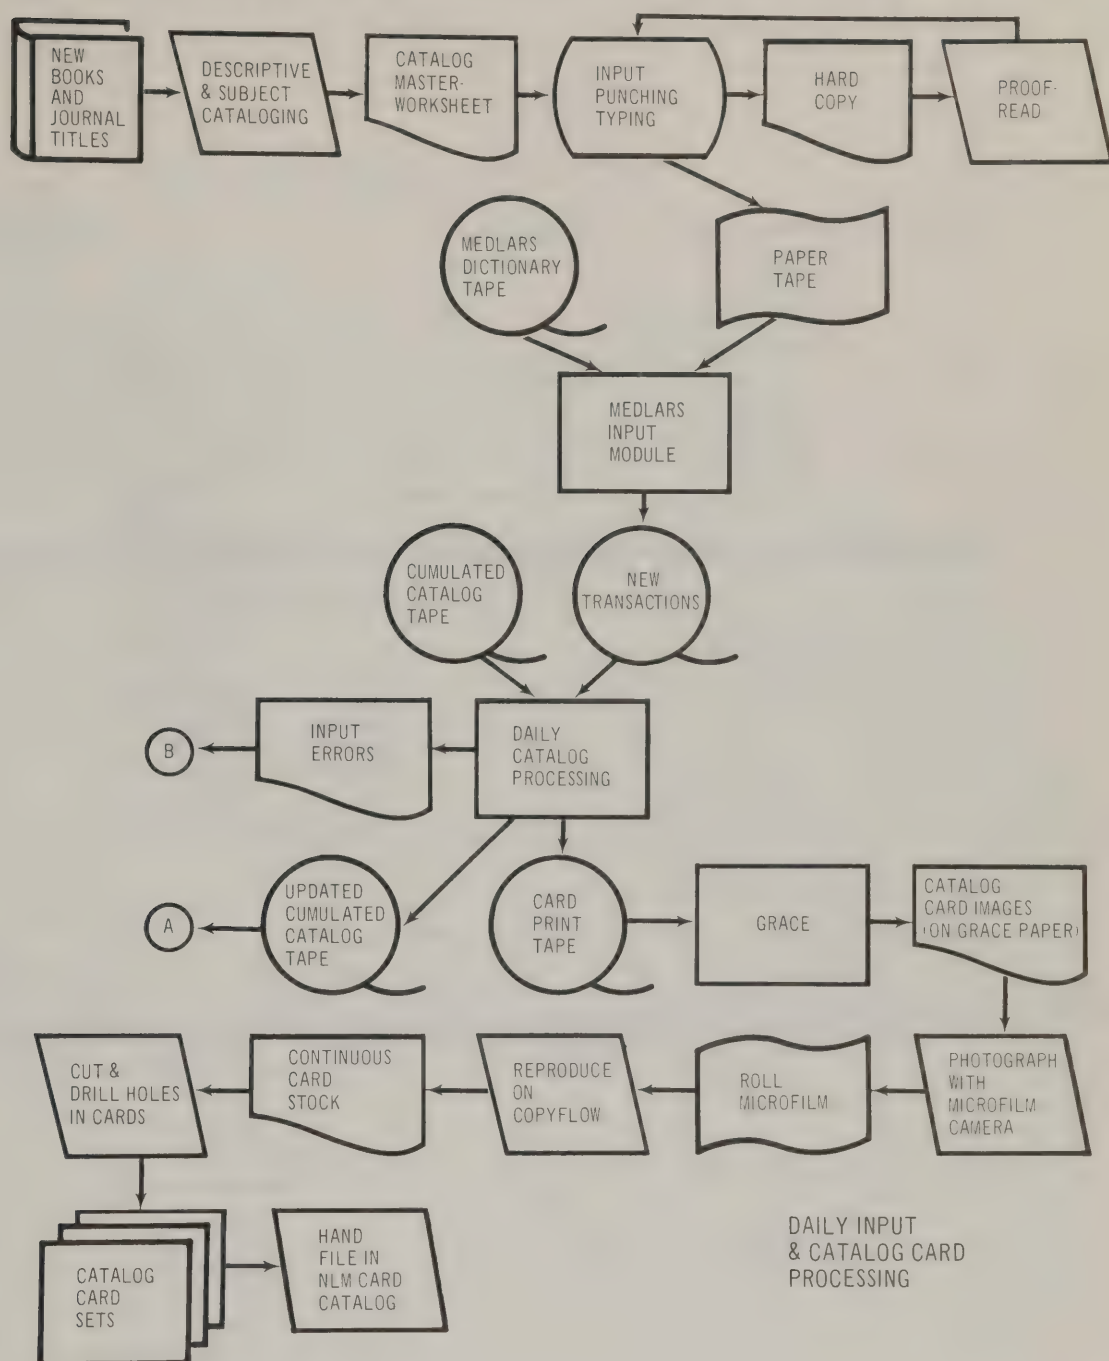 NEW
BOOKS
AND
JOURNAL
TITLES
DESCRIPTIVE
& SUBJECT
CATALOGING
CATALOG
MASTER-
WORKSHEET
INPUT
PUNCHING
TYPING
HARD
COPY
PROOF-
READ
MEDLARS
DICTIONARY
TAPE
PAPER
TAPE
MEDLARS
INPUT
MODULE
CUMULATED
CATALOG
TAPE
NEW
TRANSACTIONS
B
INPUT
ERRORS
DAILY
CATALOG
PROCESSING
A
UPDATED
CUMULATED
CATALOG
TAPE
CARD
PRINT
TAPE
GRACE
CATALOG
CARD IMAGES
(ON GRACE PAPER)
CUT &
DRILL HOLES
IN CARDS
CONTINUOUS
CARD
STOCK
REPRODUCE
ON
COPYFLOW
ROLL
MICROFILM
PHOTOGRAPH
WITH
MICROFILM
CAMERA
CATALOG
CARD
SETS
HAND
FILE IN
NLM CARD
CATALOG
DAILY INPUT
& CATALOG CARD
PROCESSING